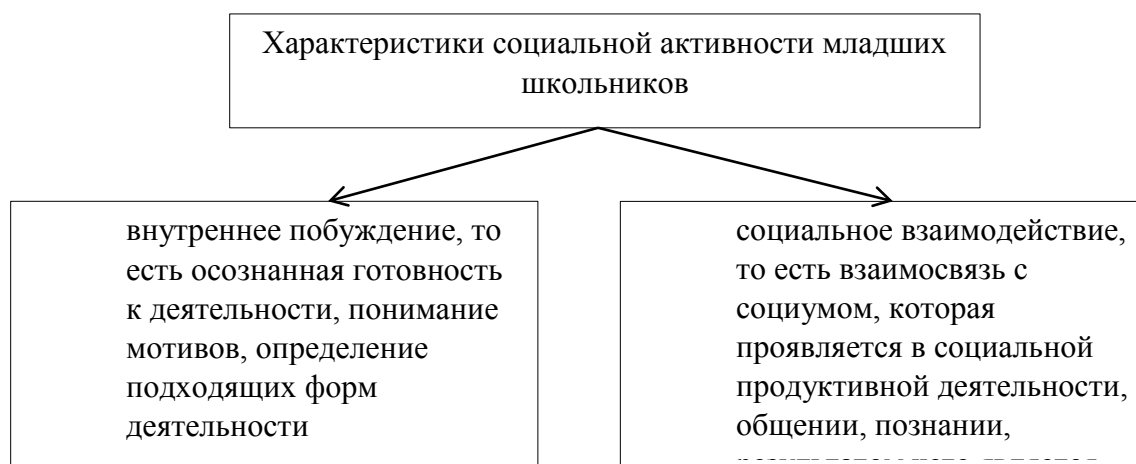 Характеристики социальной активности младших
школьников
внутреннее побуждение, то
есть осознанная готовность
к деятельности, понимание
мотивов, определение
подходящих форм
деятельности
социальное взаимодействие,
то есть взаимосвязь с
социумом, которая
проявляется в социальной
продуктивной деятельности,
общении, познании,